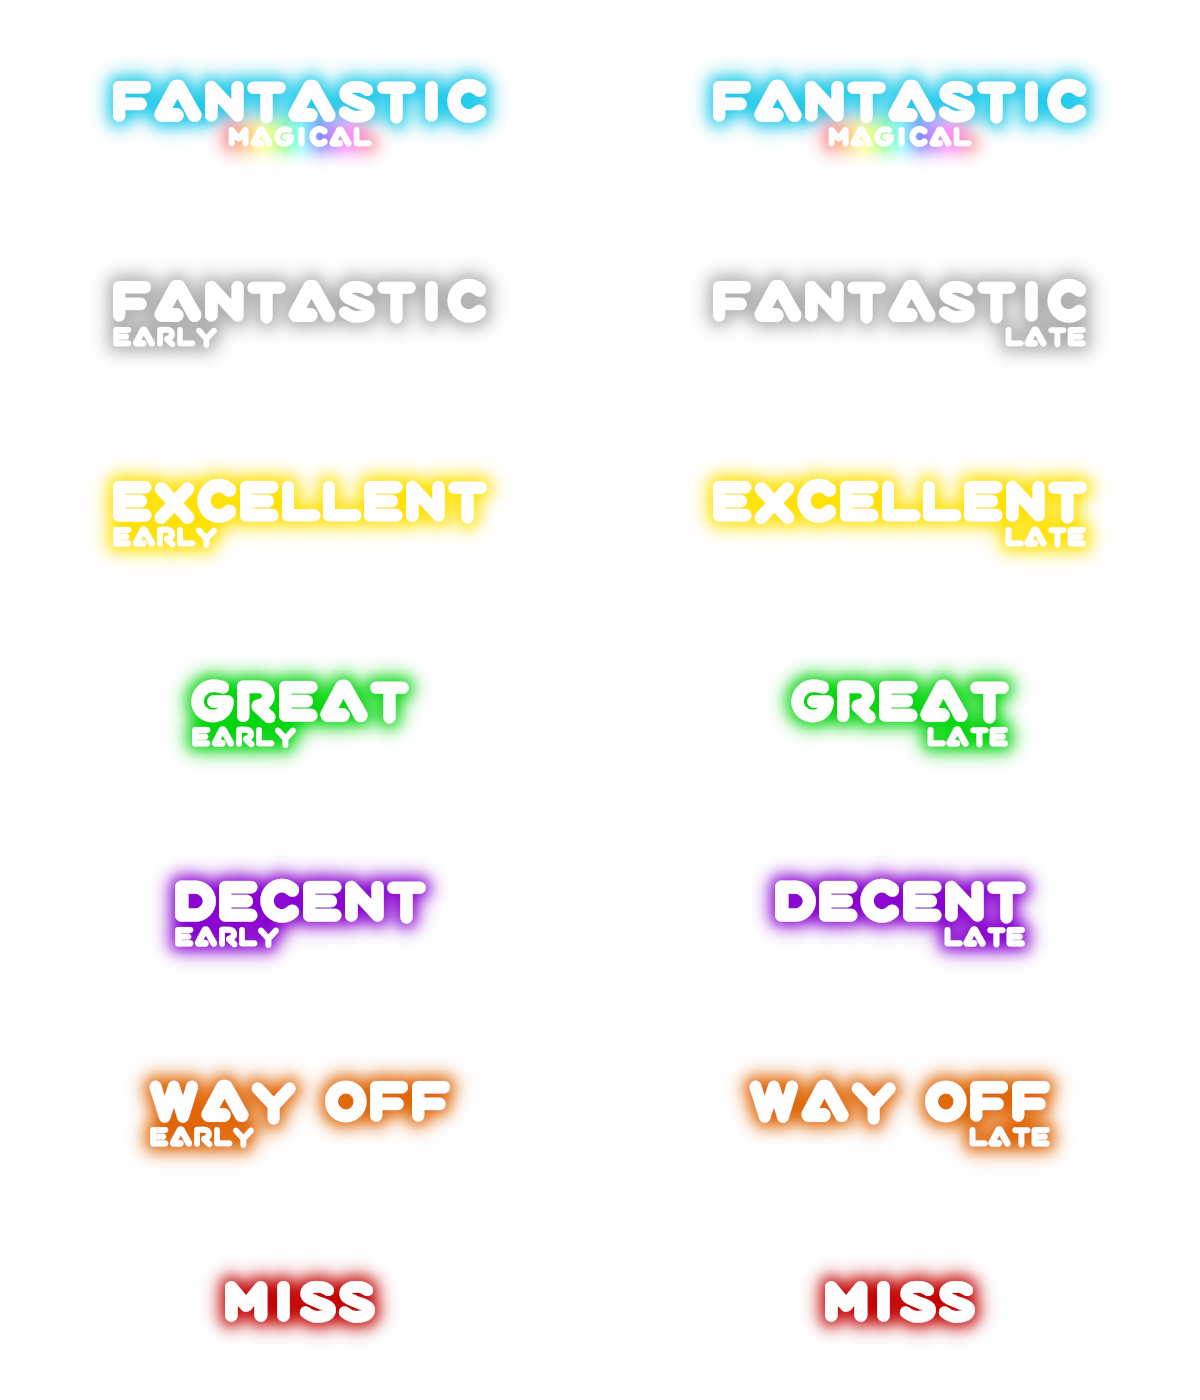 FANTASTIC FANTASTIC
MAGICAL MAGICAL
FANTASTIC FANTASTIC
EARLY LATE
EXCELLENT EXCELLENT
EARLY LATE
GREAT GREAT
EARLY LATE
DECENT DECENT
EARLY LATE
WAY OFF WAY OFF
EARLY LATE
MISS MISS